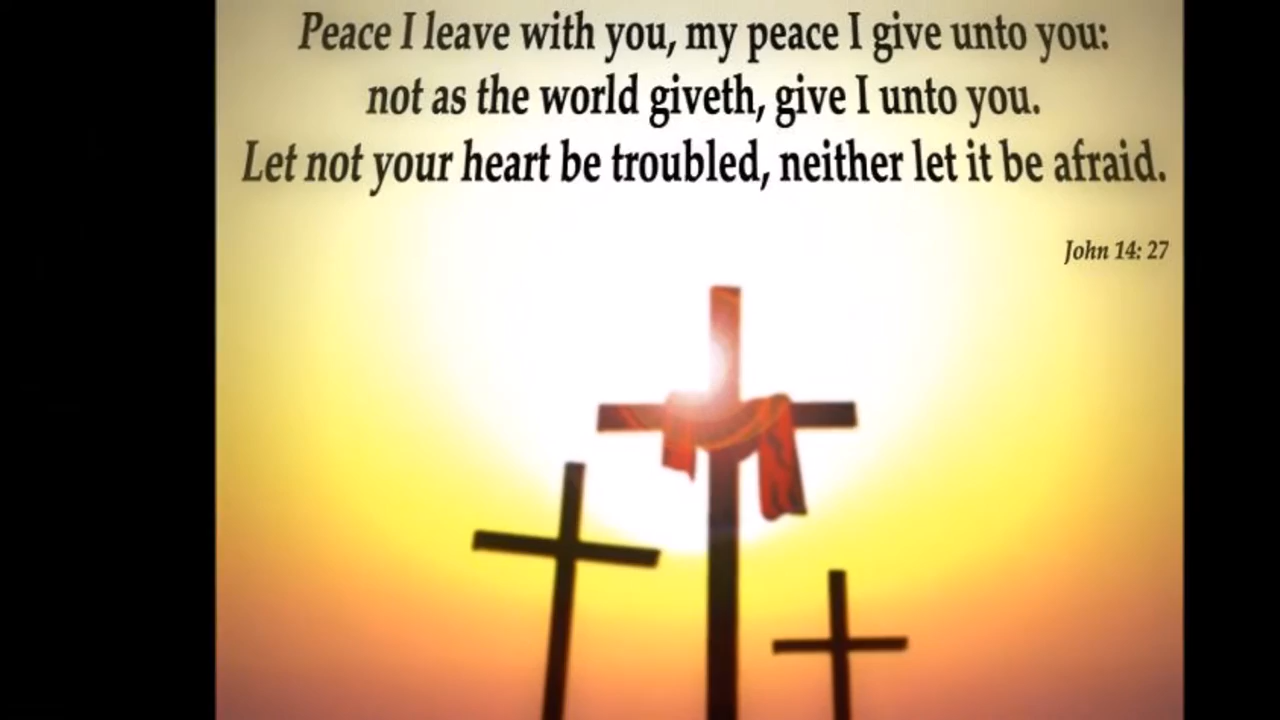 Peace I leave with you, my peace I give unto you:
not as the world giveth, give I unto you.
Let not your heart be troubled, neither let it be afraid.
John 14: 27